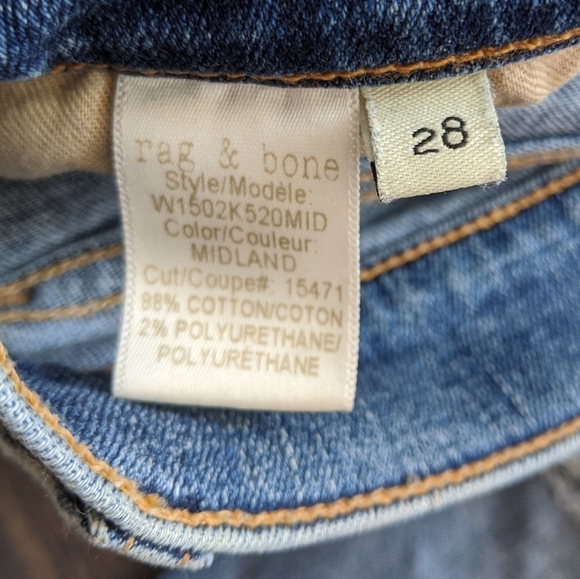 rag & bone
Style/Modèle:
W1502K520MID
Color/Couleur:
MIDLAND
Cut/Coupe#: 15471
98% COTTON/COTON
2% POLYURETHANE/
POLYURÉTHANE
28